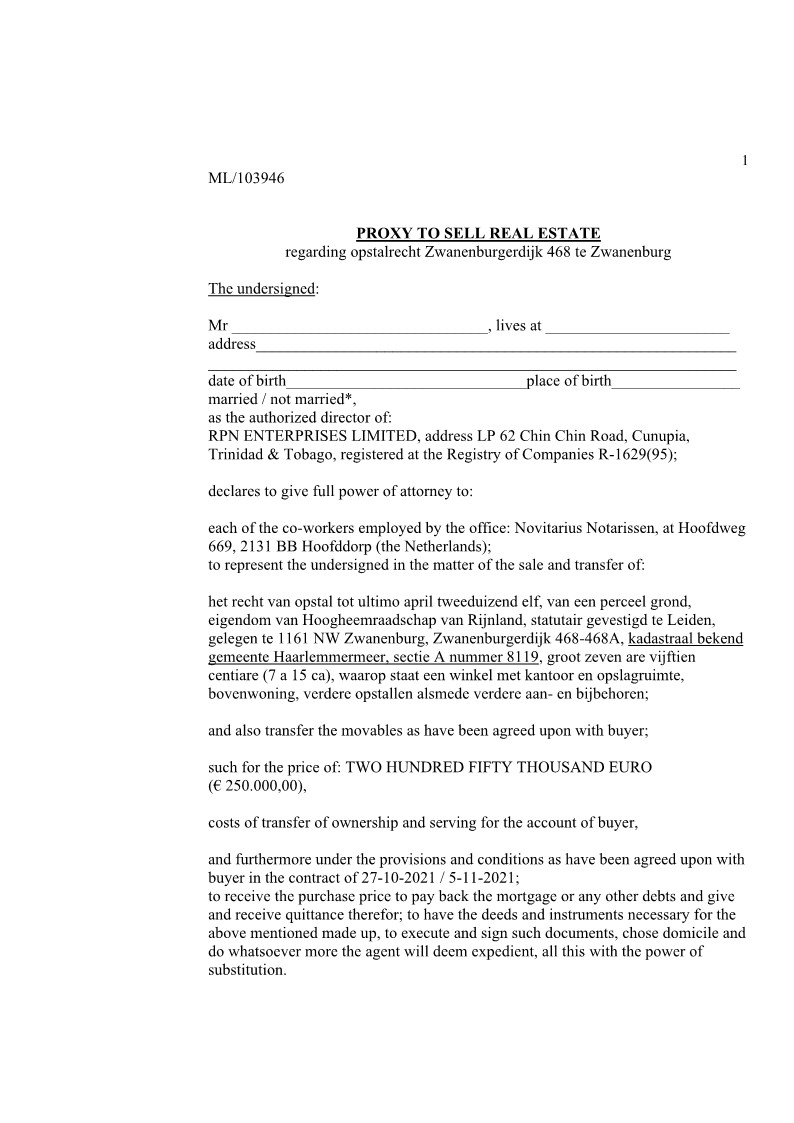 1
ML/103946
PROXY TO SELL REAL ESTATE
regarding opstalrecht Zwanenburgerdijk 468 te Zwanenburg
The undersigned:
Mr ________________________________, lives at _______________________
address____________________________________________________________
__________________________________________________________________
date of birth______________________________place of birth________________
married / not married*,
as the authorized director of:
RPN ENTERPRISES LIMITED, address LP 62 Chin Chin Road, Cunupia,
Trinidad & Tobago, registered at the Registry of Companies R-1629(95);
declares to give full power of attorney to:
each of the co-workers employed by the office: Novitarius Notarissen, at Hoofdweg
669, 2131 BB Hoofddorp (the Netherlands);
to represent the undersigned in the matter of the sale and transfer of:
het recht van opstal tot ultimo april tweeduizend elf, van een perceel grond,
eigendom van Hoogheemraadschap van Rijnland, statutair gevestigd te Leiden,
gelegen te 1161 NW Zwanenburg, Zwanenburgerdijk 468-468A, kadastraal bekend
gemeente Haarlemmermeer, sectie A nummer 8119, groot zeven are vijftien
centiare (7 a 15 ca), waarop staat een winkel met kantoor en opslagruimte,
bovenwoning, verdere opstallen alsmede verdere aan- en bijbehoren;
and also transfer the movables as have been agreed upon with buyer;
such for the price of: TWO HUNDRED FIFTY THOUSAND EURO
(€ 250.000,00),
costs of transfer of ownership and serving for the account of buyer,
and furthermore under the provisions and conditions as have been agreed upon with
buyer in the contract of 27-10-2021 / 5-11-2021;
to receive the purchase price to pay back the mortgage or any other debts and give
and receive quittance therefor; to have the deeds and instruments necessary for the
above mentioned made up, to execute and sign such documents, chose domicile and
do whatsoever more the agent will deem expedient, all this with the power of
substitution.